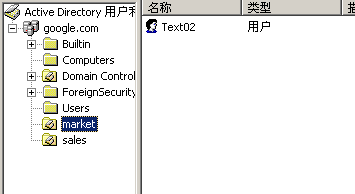 Active Directory 用户和
google.com
Builtin
Computers
Domain Control
ForeignSecurity
Users
market
sales
名称 类型
Text02 用户